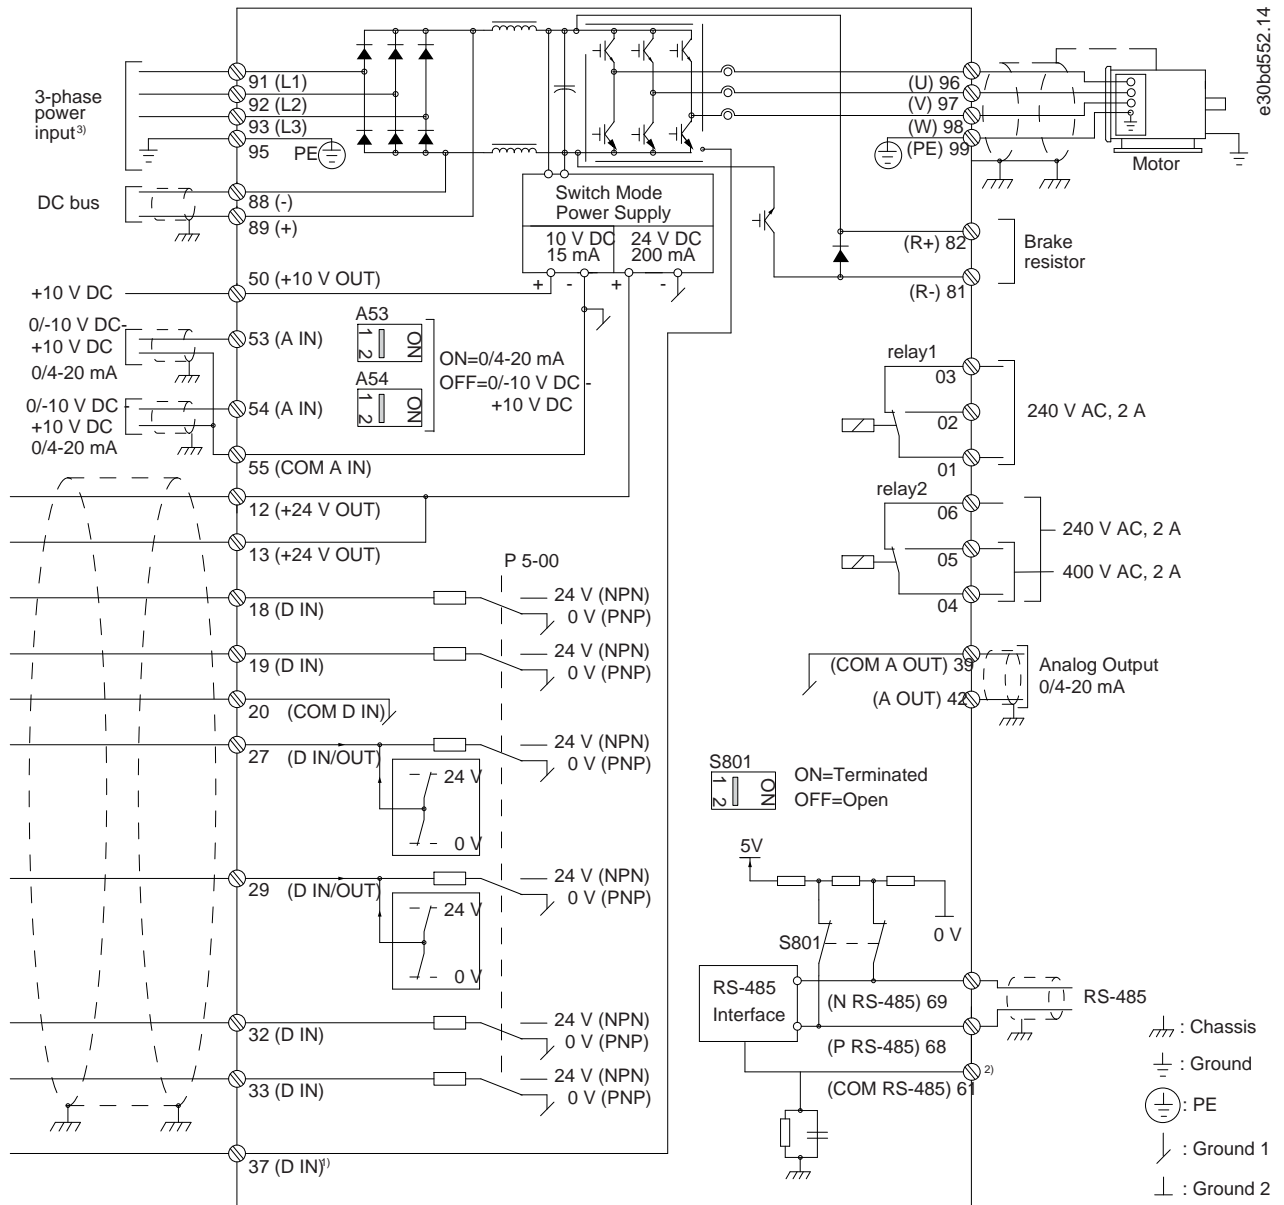 e30bd552.14
3-phase
power
input3)
91 (L1)
92 (L2)
93 (L3)
95
PE
DC bus
88 (-)
89 (+)
Switch Mode
Power Supply
10 V DC
15 mA
24 V DC
200 mA
+ - + -
(U) 96
(V) 97
(W) 98
(PE) 99
Motor
(R+) 82
(R-) 81
Brake
resistor
+10 V DC
50 (+10 V OUT)
0/-10 V DC-
+10 V DC
0/4-20 mA
53 (A IN)
0/-10 V DC -
+10 V DC
0/4-20 mA
54 (A IN)
55 (COM A IN)
A53
1 2 ON
A54
1 2 ON
ON=0/4-20 mA
OFF=0/-10 V DC -
+10 V DC
relay1
03
02
01
240 V AC, 2 A
relay2
06
05
04
240 V AC, 2 A
400 V AC, 2 A
12 (+24 V OUT)
13 (+24 V OUT)
P 5-00
18 (D IN)
24 V (NPN)
0 V (PNP)
19 (D IN)
24 V (NPN)
0 V (PNP)
20 (COM D IN)
27 (D IN/OUT)
24 V (NPN)
0 V (PNP)
24 V
0 V
29 (D IN/OUT)
24 V (NPN)
0 V (PNP)
24 V
0 V
32 (D IN)
24 V (NPN)
0 V (PNP)
33 (D IN)
24 V (NPN)
0 V (PNP)
37 (D IN)1)
(COM A OUT) 39
(A OUT) 42
Analog Output
0/4-20 mA
S801
1 2 ON
ON=Terminated
OFF=Open
5V
S801
0 V
RS-485
Interface
(N RS-485) 69
(P RS-485) 68
(COM RS-485) 61
2)
RS-485
: Chassis
: Ground
: PE
: Ground 1
: Ground 2